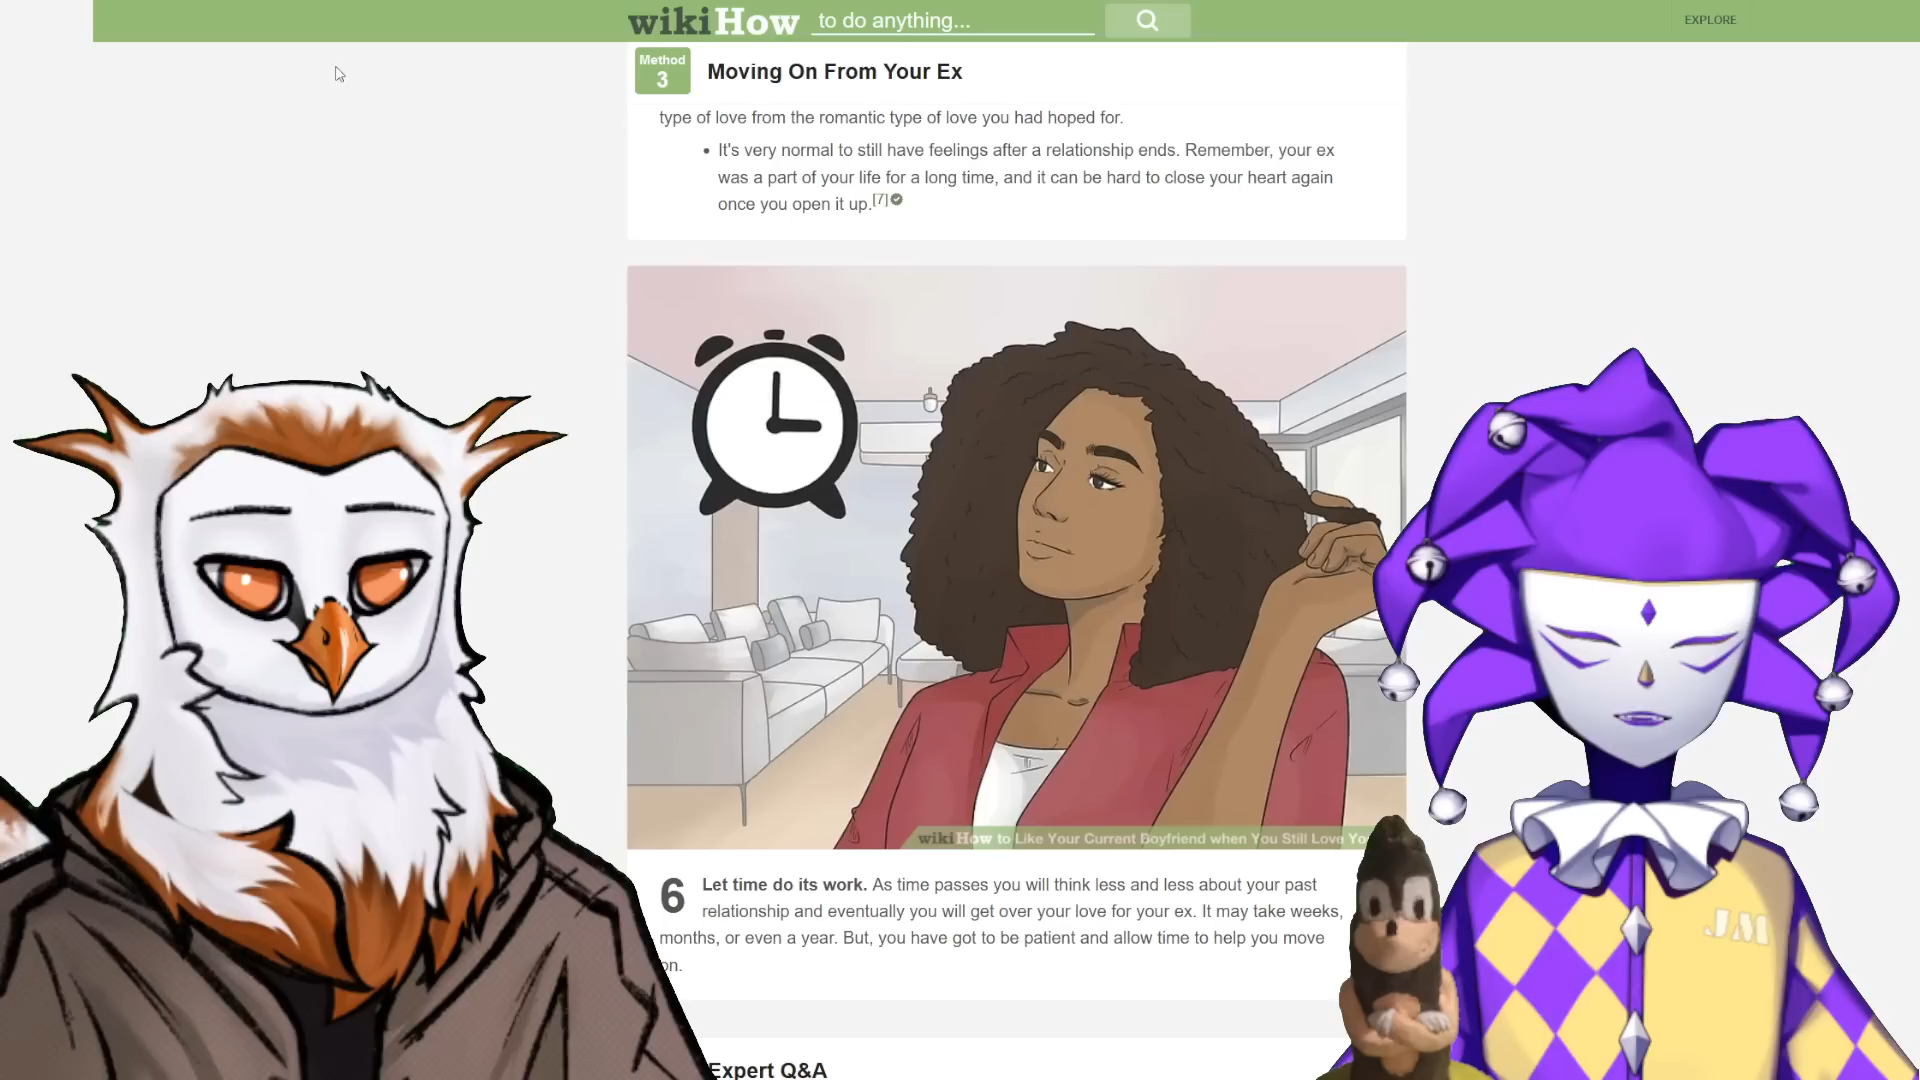 wikiHow to do anything...
EXPLORE
Method
3
Moving On From Your Ex
type of love from the romantic type of love you had hoped for.
It's very normal to still have feelings after a relationship ends. Remember, your ex
was a part of your life for a long time, and it can be hard to close your heart again
once you open it up.[7]
wikiHow to Like Your Current Boyfriend when You Still Love Yo
6
Let time do its work. As time passes you will think less and less about your past
relationship and eventually you will get over your love for your ex. It may take weeks,
months, or even a year. But, you have got to be patient and allow time to help you move
on.
JM
Expert Q&A